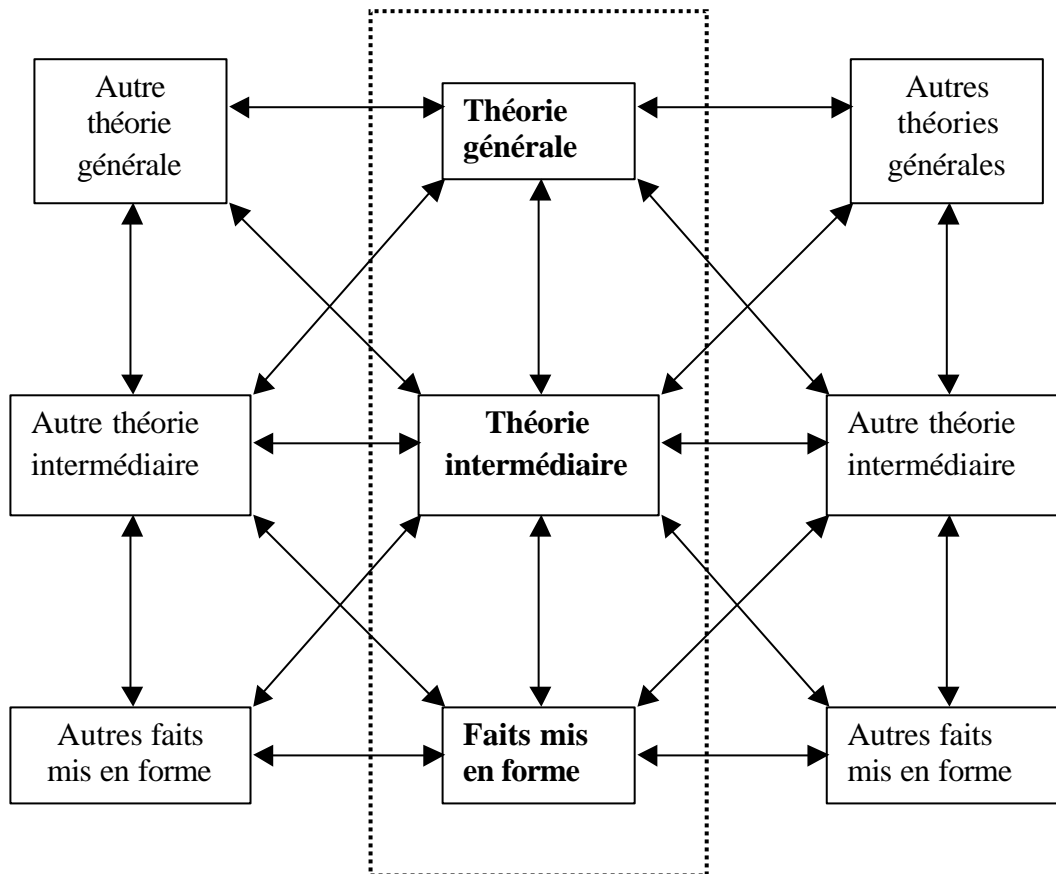 Autre
théorie
générale
Théorie
générale
Autres
théories
générales
Autre théorie
intermédiaire
Théorie
intermédiaire
Autre théorie
intermédiaire
Autres faits
mis en forme
Faits mis
en forme
Autres faits
mis en forme